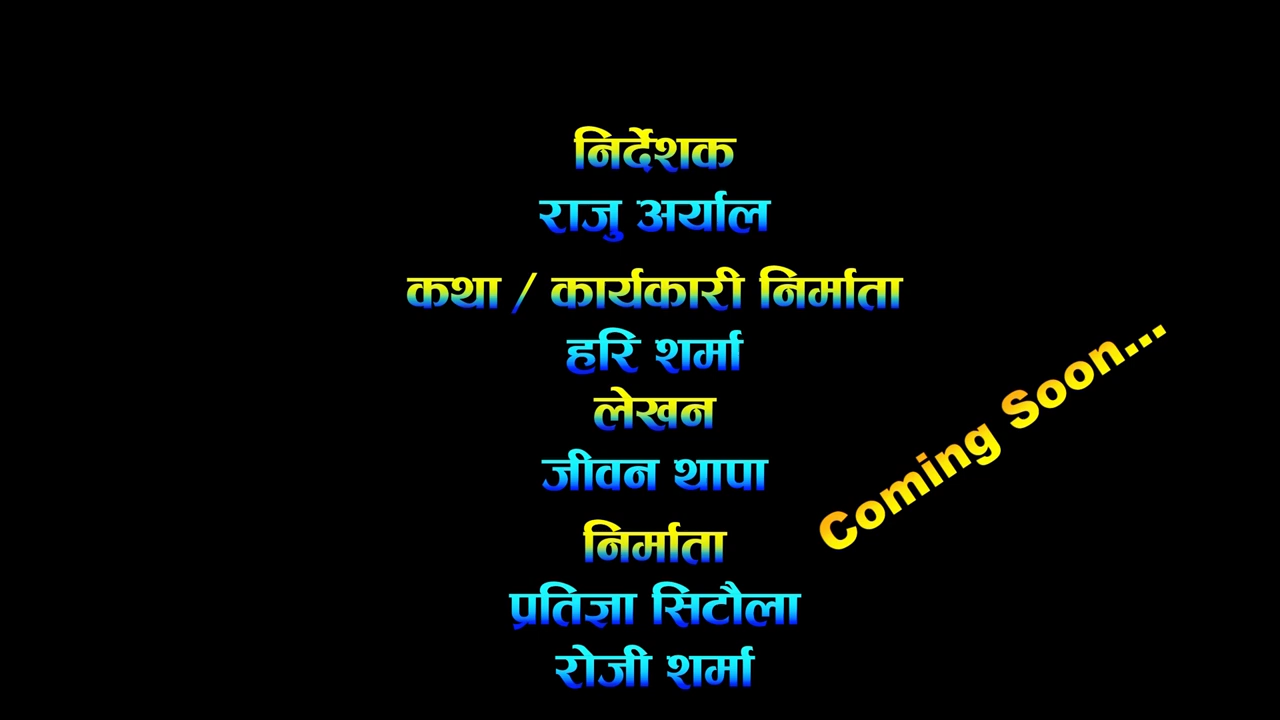 निर्देशक
राजु अर्याल
कथा / कार्यकारी निर्माता
हरि शर्मा
लेखन
जीवन थापा
निर्माता
प्रतिज्ञा सिटौला
रोजी शर्मा
Coming Soon...